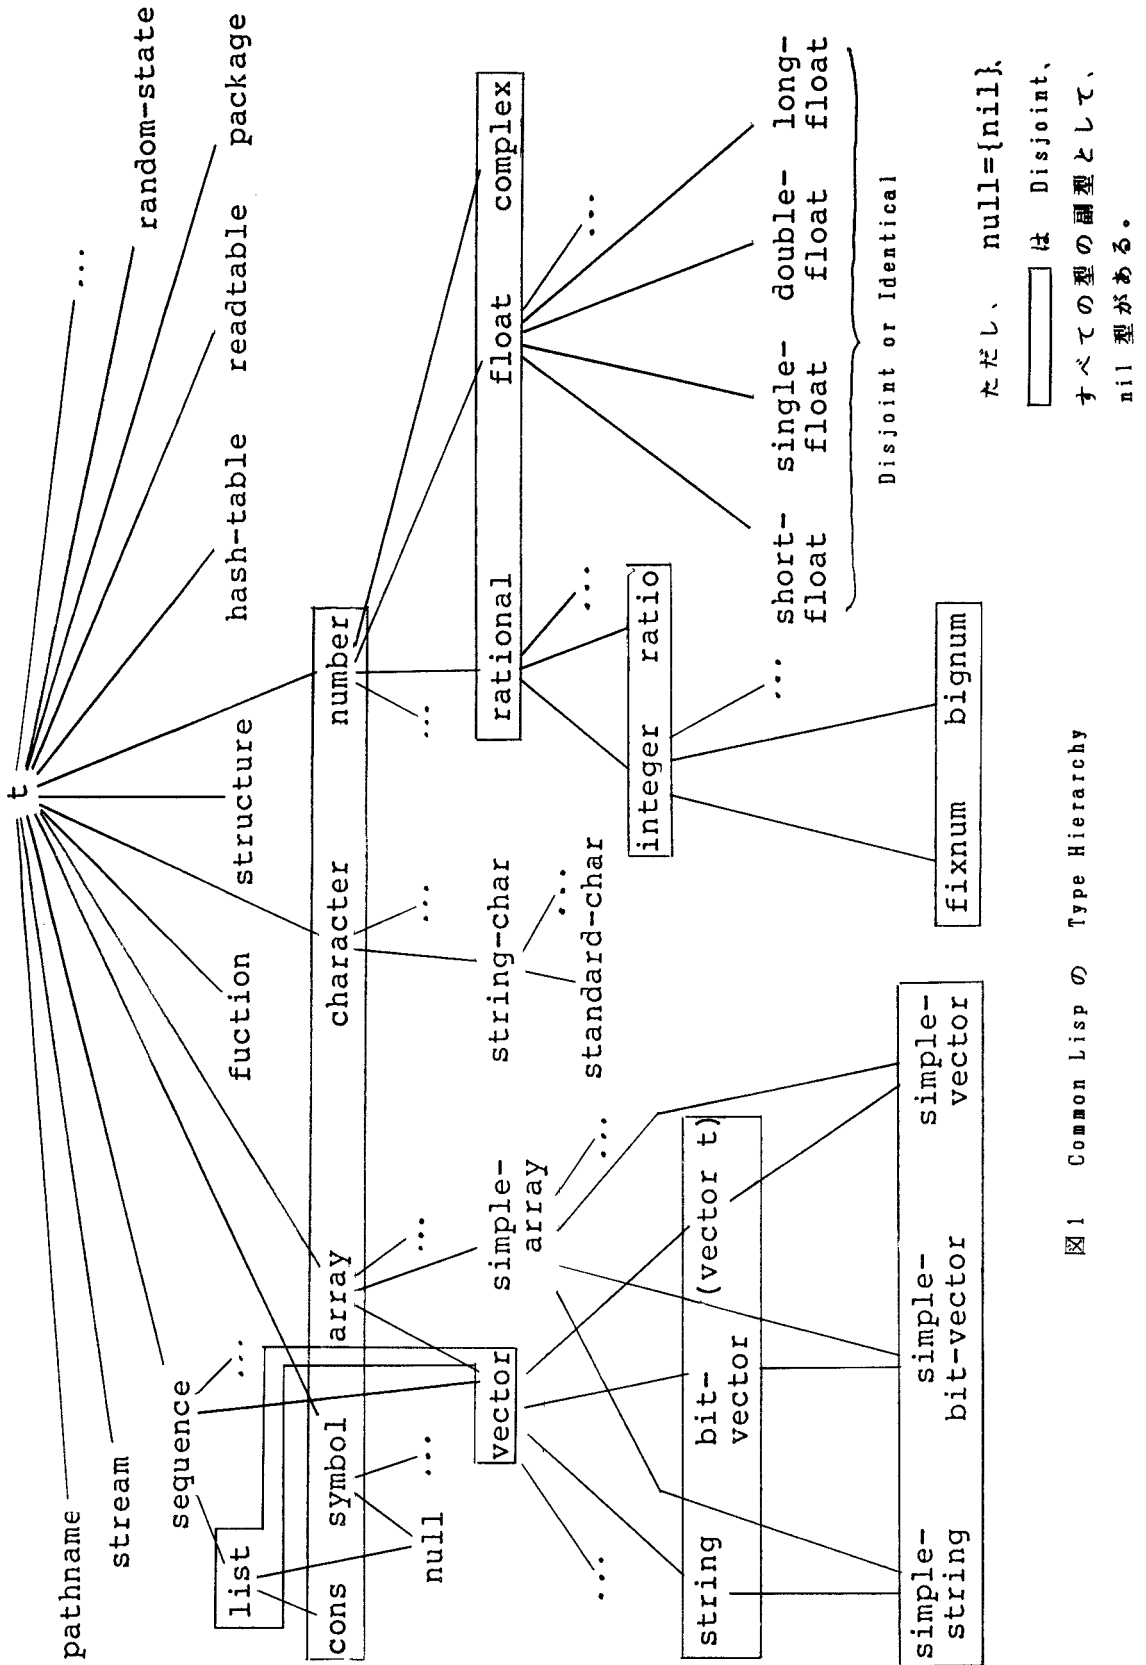 t
...
random-state
package
readtable
hash-table
structure
fuction
pathname
stream
sequence
...
list
cons symbol array character number
null
...
...
...
...
vector
simple-
array
string-char
rational float complex
...
...
...
standard-char
...
...
integer ratio
string
bit-
vector
(vector t)
...
short-
float
single-
float
double-
float
long-
float
Disjoint or Identical
simple-
string
simple-
bit-vector
simple-
vector
fixnum bignum
ただし、 null={nil}、
は Disjoint、
すべての型の副型として、
nil 型がある。
図1 Common Lisp の Type Hierarchy